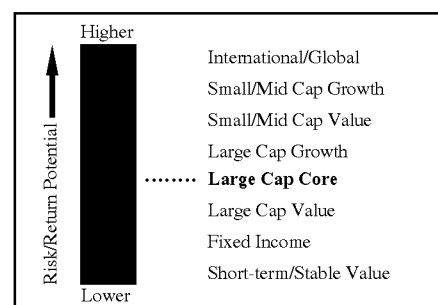 Higher
Risk/Return Potential
International/Global
Small/Mid Cap Growth
Small/Mid Cap Value
Large Cap Growth
Large Cap Core
Large Cap Value
Fixed Income
Short-term/Stable Value
Lower